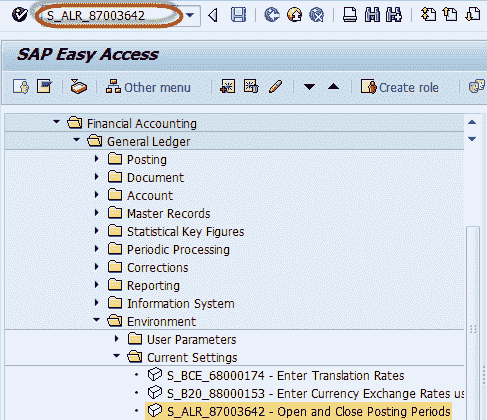 S_ALR_87003642
SAP Easy Access
Other menu
Create role
Financial Accounting
General Ledger
Posting
Document
Account
Master Records
Statistical Key Figures
Periodic Processing
Corrections
Reporting
Information System
Environment
User Parameters
Current Settings
S_BCE_68000174 - Enter Translation Rates
S_B20_88000153 - Enter Currency Exchange Rates us
S_ALR_87003642 - Open and Close Posting Periods